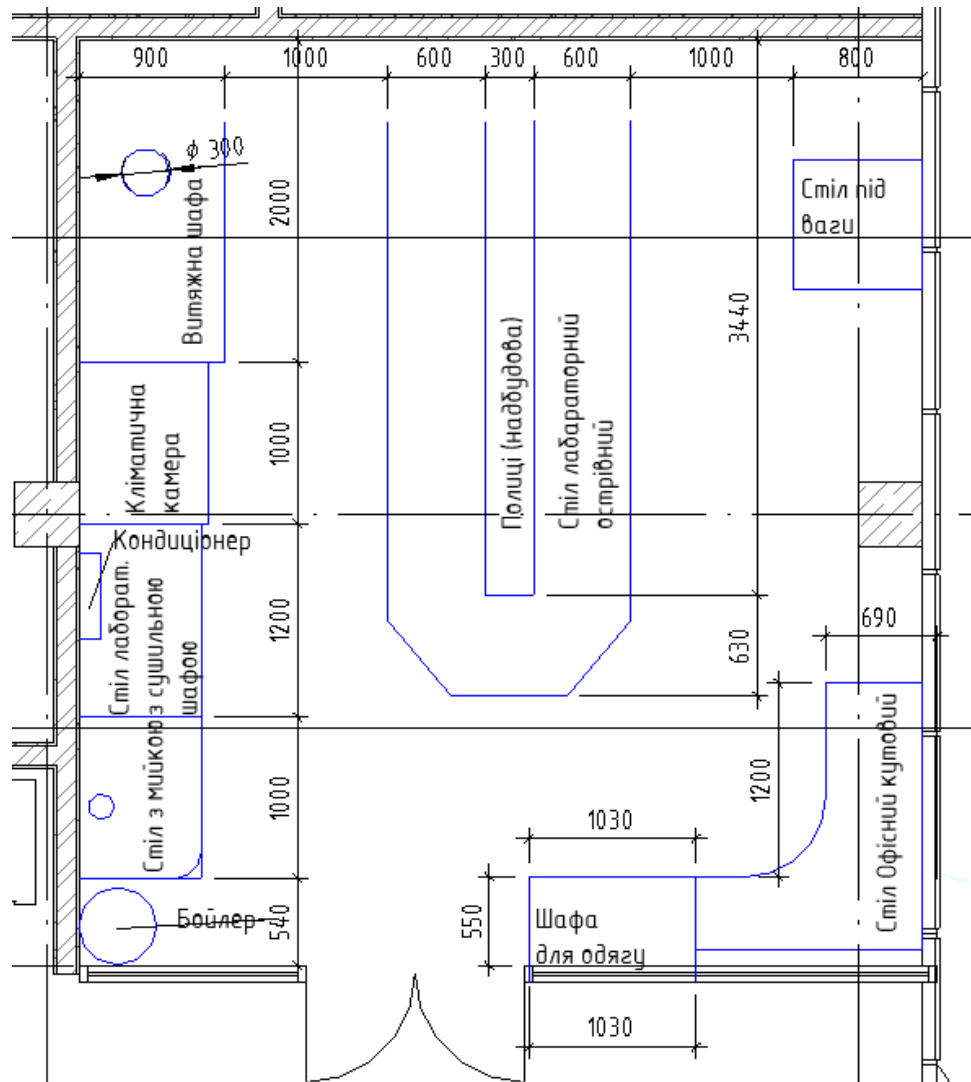 900
1000
600
300
600
1000
800
ϕ 300
Витяжна шафа
2000
Стіл під
ваги
3440
Кліматична
камера
1000
Полиці (надбудова)
Стіл лабараторний
острівний
Кондиціонер
Стіл лаборат.
1200
Стіл з мийкою з сушильною
шафою
630
690
1200
Стіл Офісний кутовий
1000
1030
Бойлер
540
550
Шафа
для одягу
1030